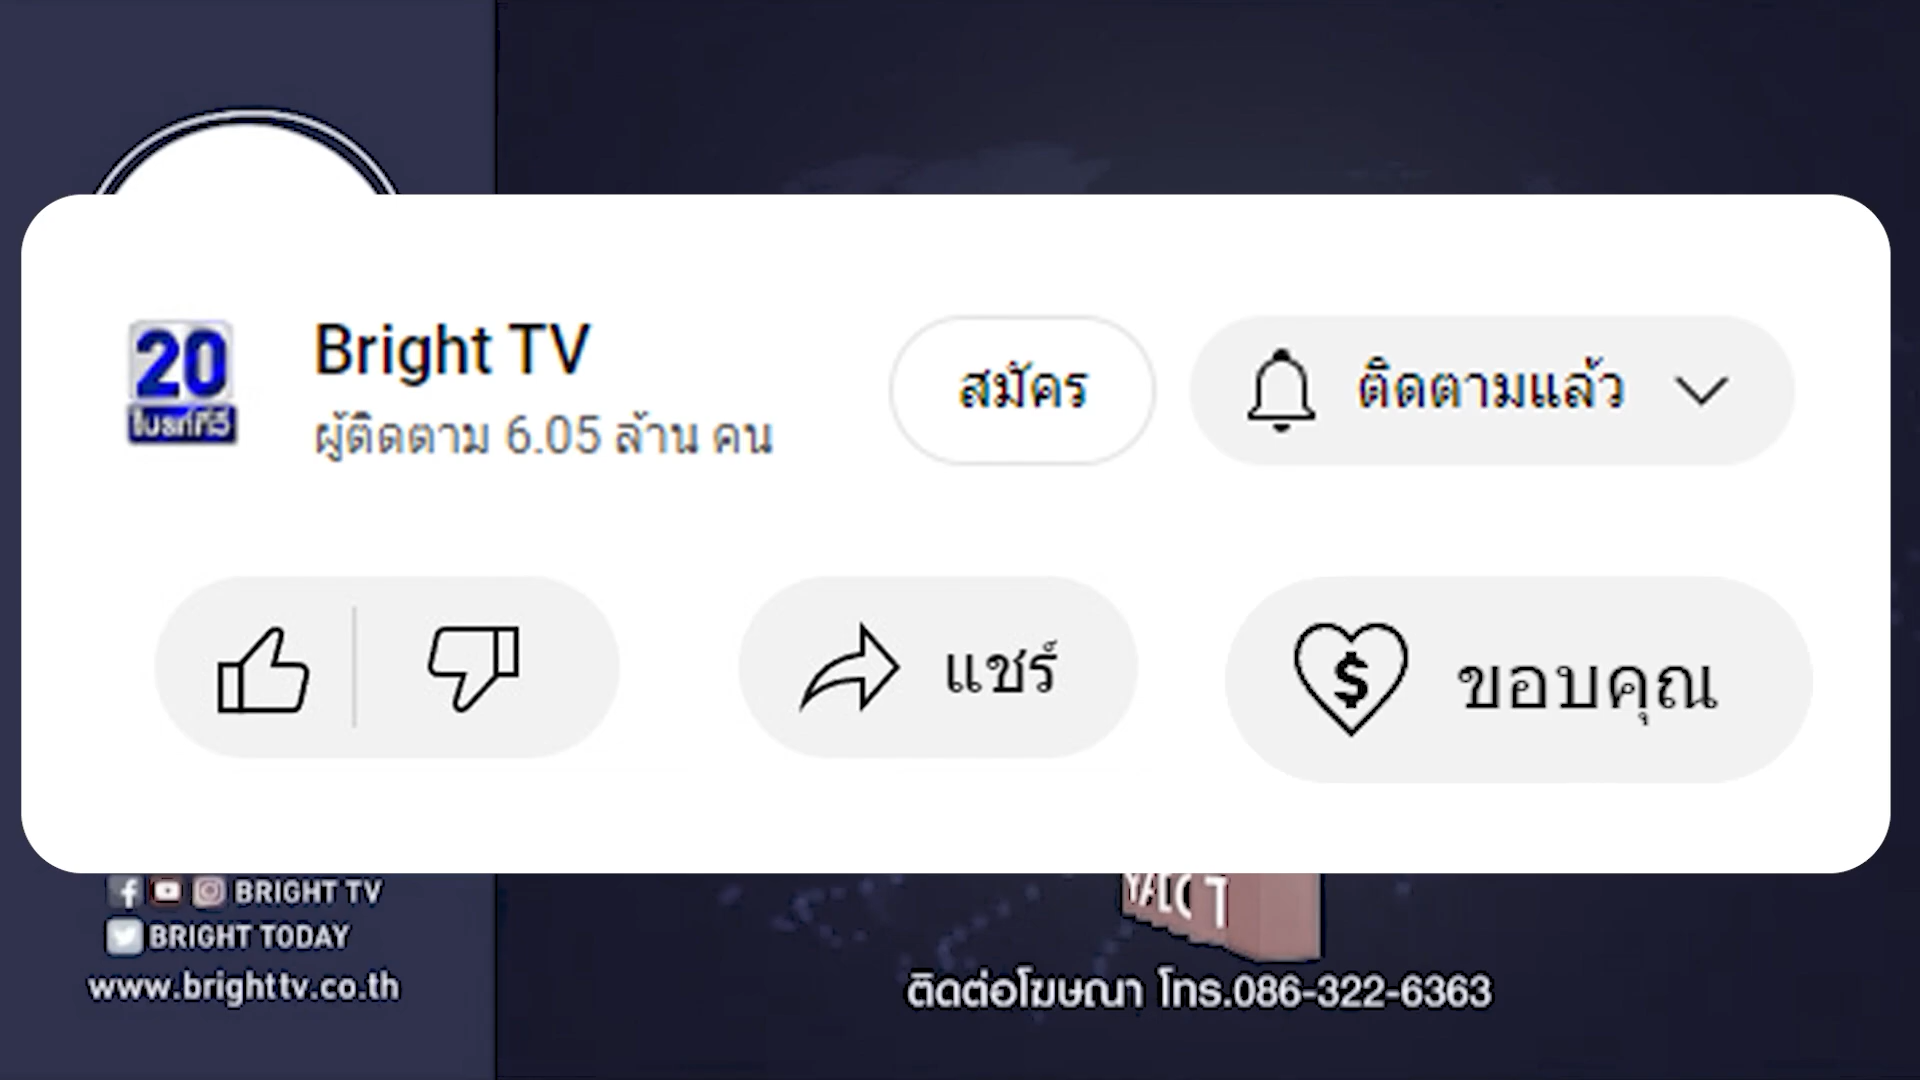 20
ไบรท์ทีวี
Bright TV
ผู้ติดตาม 6.05 ล้าน คน
สมัคร
ติดตามแล้ว
แชร์
$ ขอบคุณ
BRIGHT TV
BRIGHT TODAY
www.brighttv.co.th
ติดต่อโฆษณา โทร.086-322-6363